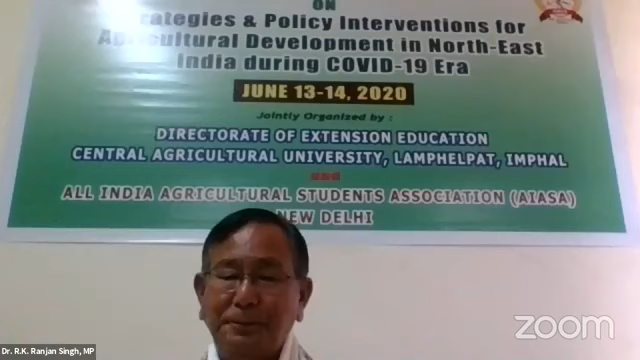 ON
Strategies & Policy Interventions for
Agricultural Development in North-East
India during COVID-19 Era
JUNE 13-14, 2020
Jointly Organized by :
DIRECTORATE OF EXTENSION EDUCATION
CENTRAL AGRICULTURAL UNIVERSITY, LAMPHELPAT, IMPHAL
and
ALL INDIA AGRICULTURAL STUDENTS ASSOCIATION (AIASA)
NEW DELHI
zoom
Dr. R.K. Ranjan Singh, MP